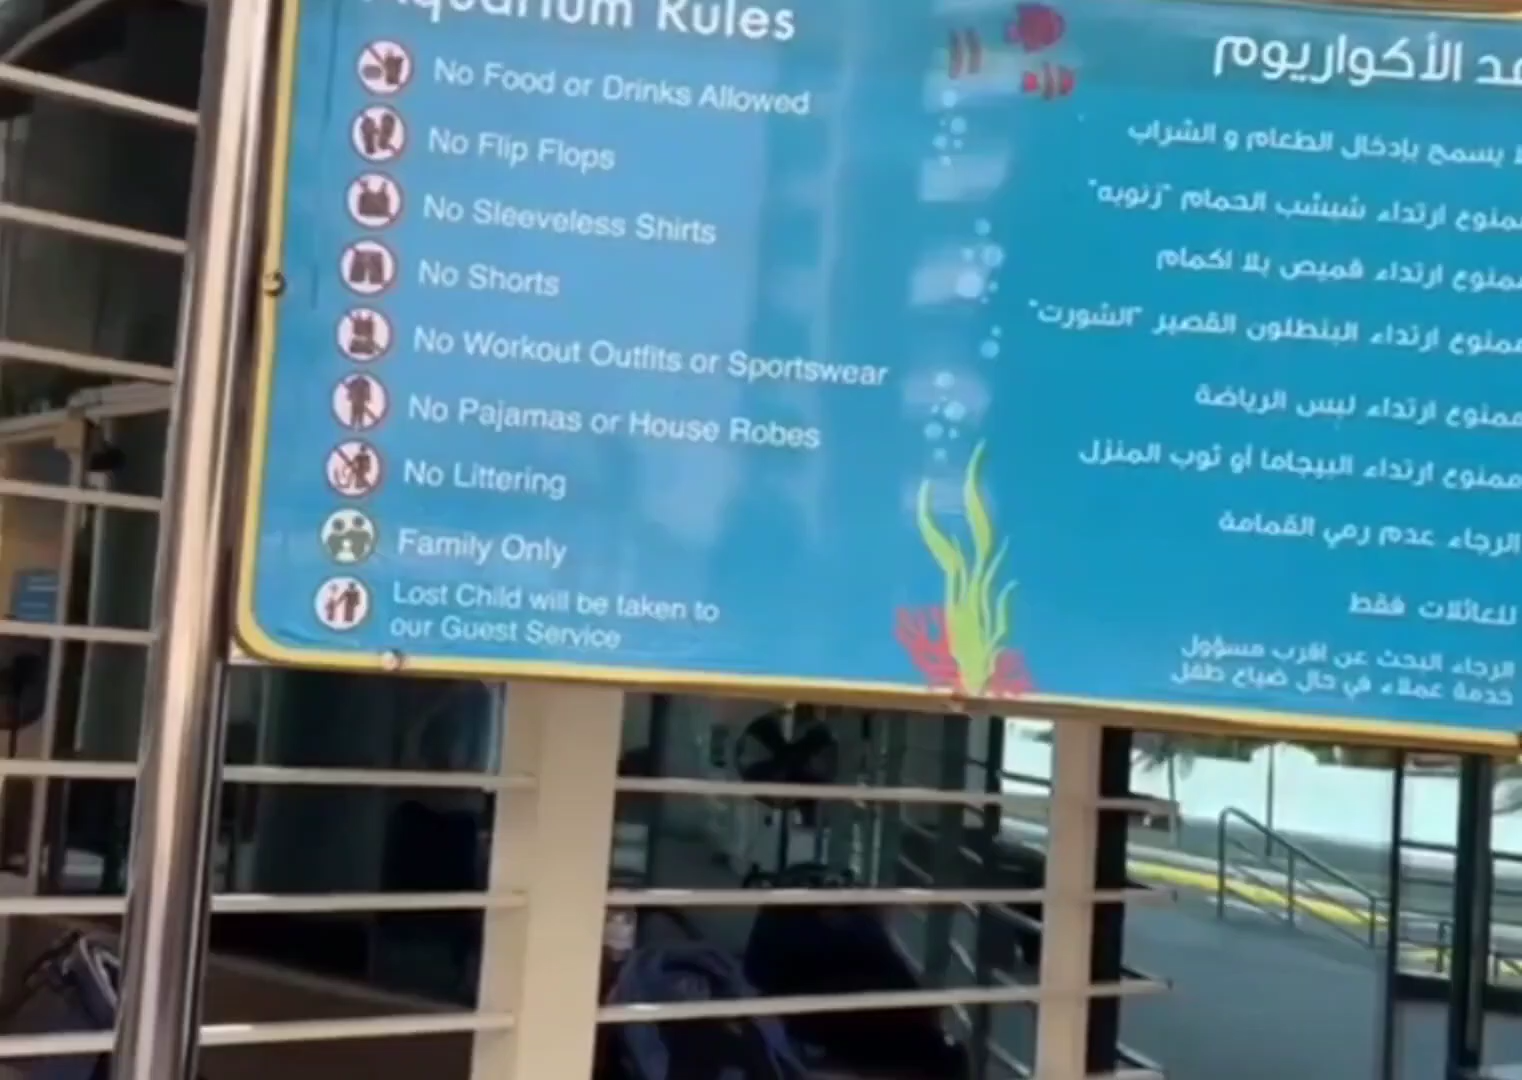 Aquarium Rules
No Food or Drinks Allowed
No Flip Flops
No Sleeveless Shirts
No Shorts
No Workout Outfits or Sportswear
No Pajamas or House Robes
No Littering
Family Only
Lost Child will be taken to
our Guest Service
الأكواريوم
يسمح بإدخال الطعام و الشراب
ممنوع ارتداء شبشب الحمام "زنوبه"
ممنوع ارتداء قميص بلا اكمام
ممنوع ارتداء البنطلون القصير "الشورت"
ممنوع ارتداء لبس الرياضة
ممنوع ارتداء البيجاما أو ثوب المنزل
الرجاء عدم رمي القمامة
للعائلات فقط
الرجاء البحث عن اقرب مسؤول
خدمة عملاء في حال ضياع طفل